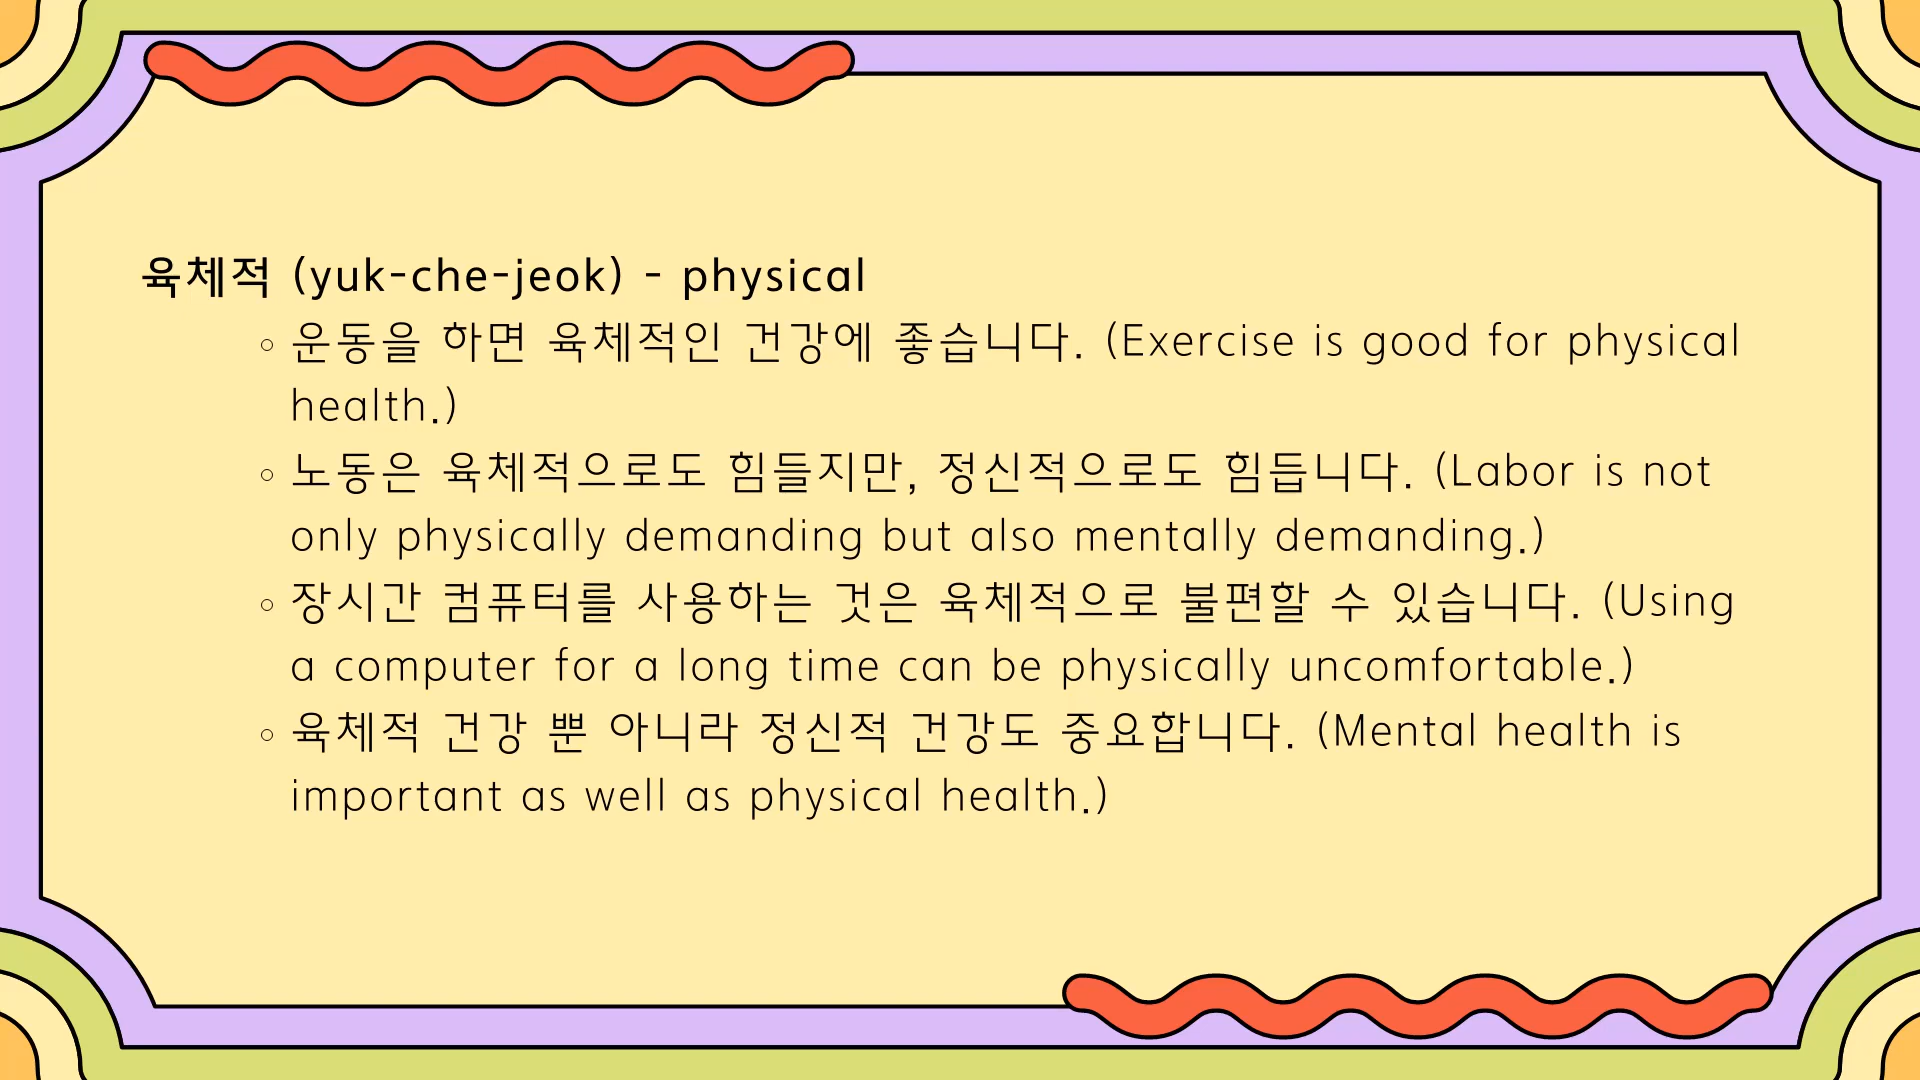 육체적 (yuk-che-jeok) - physical
운동을 하면 육체적인 건강에 좋습니다. (Exercise is good for physical
health.)
노동은 육체적으로도 힘들지만, 정신적으로도 힘듭니다. (Labor is not
only physically demanding but also mentally demanding.)
장시간 컴퓨터를 사용하는 것은 육체적으로 불편할 수 있습니다. (Using
a computer for a long time can be physically uncomfortable.)
육체적 건강 뿐 아니라 정신적 건강도 중요합니다. (Mental health is
important as well as physical health.)